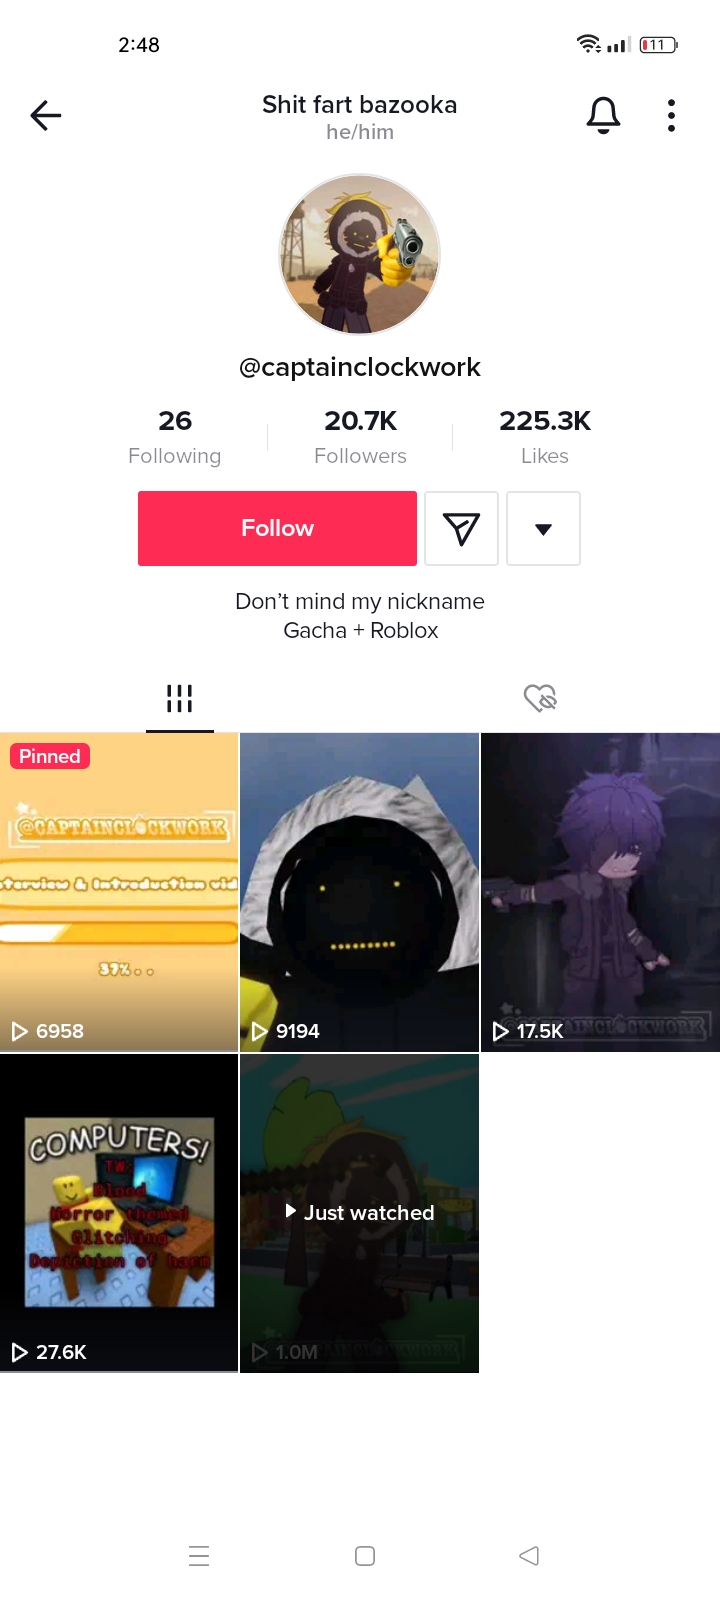 2:48
11
Shit fart bazooka
he/him
@captainclockwork
26
20.7K
225.3K
Following
Followers
Likes
Follow
Don’t mind my nickname
Gacha + Roblox
Pinned
@CAPTAINCLOCKWORK
nterview & Introduction vid
37%..
6958
9194
CAPTAINCLOCKWORK
17.5K
COMPUTERS!
TW:
Blood
Horror themed
Glitching
Depiction of harm
27.6K
Just watched
1.0M